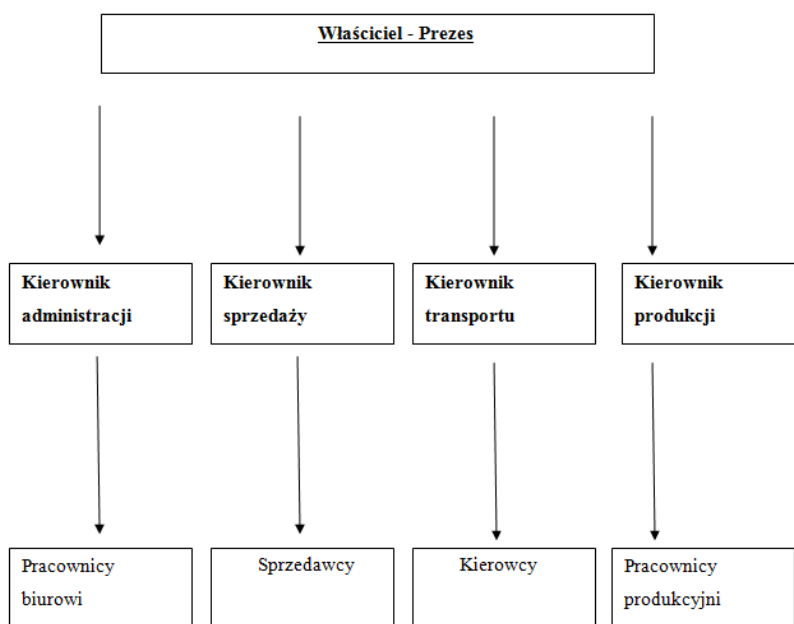 Właściciel - Prezes
Kierownik
administracji
Kierownik
sprzedaży
Kierownik
transportu
Kierownik
produkcji
Pracownicy
biurowi
Sprzedawcy
Kierowcy
Pracownicy
produkcyjni